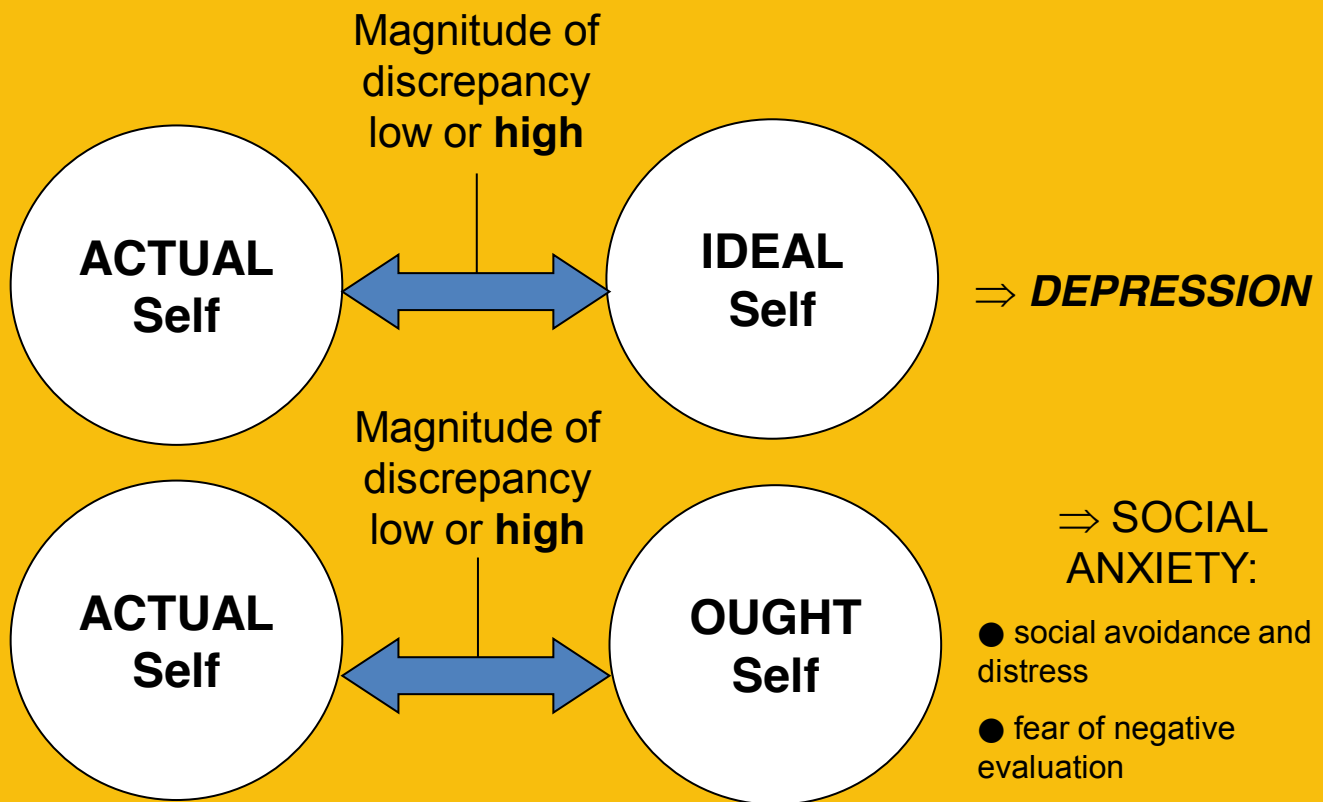 Magnitude of
discrepancy
low or high
ACTUAL
Self
IDEAL
Self
⇒ DEPRESSION
Magnitude of
discrepancy
low or high
ACTUAL
Self
OUGHT
Self
⇒ SOCIAL
ANXIETY:
● social avoidance and
distress
● fear of negative
evaluation